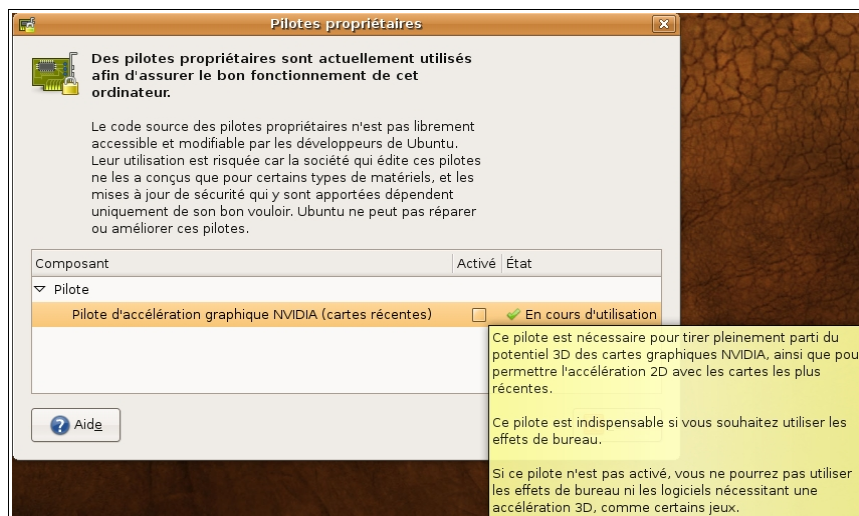 Pilotes propriétaires
Des pilotes propriétaires sont actuellement utilisés
afin d'assurer le bon fonctionnement de cet
ordinateur.
Le code source des pilotes propriétaires n'est pas librement
accessible et modifiable par les développeurs de Ubuntu.
Leur utilisation est risquée car la société qui édite ces pilotes
ne les a conçus que pour certains types de matériels, et les
mises à jour de sécurité qui y sont apportées dépendent
uniquement de son bon vouloir. Ubuntu ne peut pas réparer
ou améliorer ces pilotes.
Composant Activé État
Pilote
Pilote d'accélération graphique NVIDIA (cartes récentes) En cours d'utilisation
Ce pilote est nécessaire pour tirer pleinement parti du
potentiel 3D des cartes graphiques NVIDIA, ainsi que pou
permettre l'accélération 2D avec les cartes les plus
récentes.
Ce pilote est indispensable si vous souhaitez utiliser les
effets de bureau.
Si ce pilote n'est pas activé, vous ne pourrez pas utiliser
les effets de bureau ni les logiciels nécessitant une
accélération 3D, comme certains jeux.
Aide